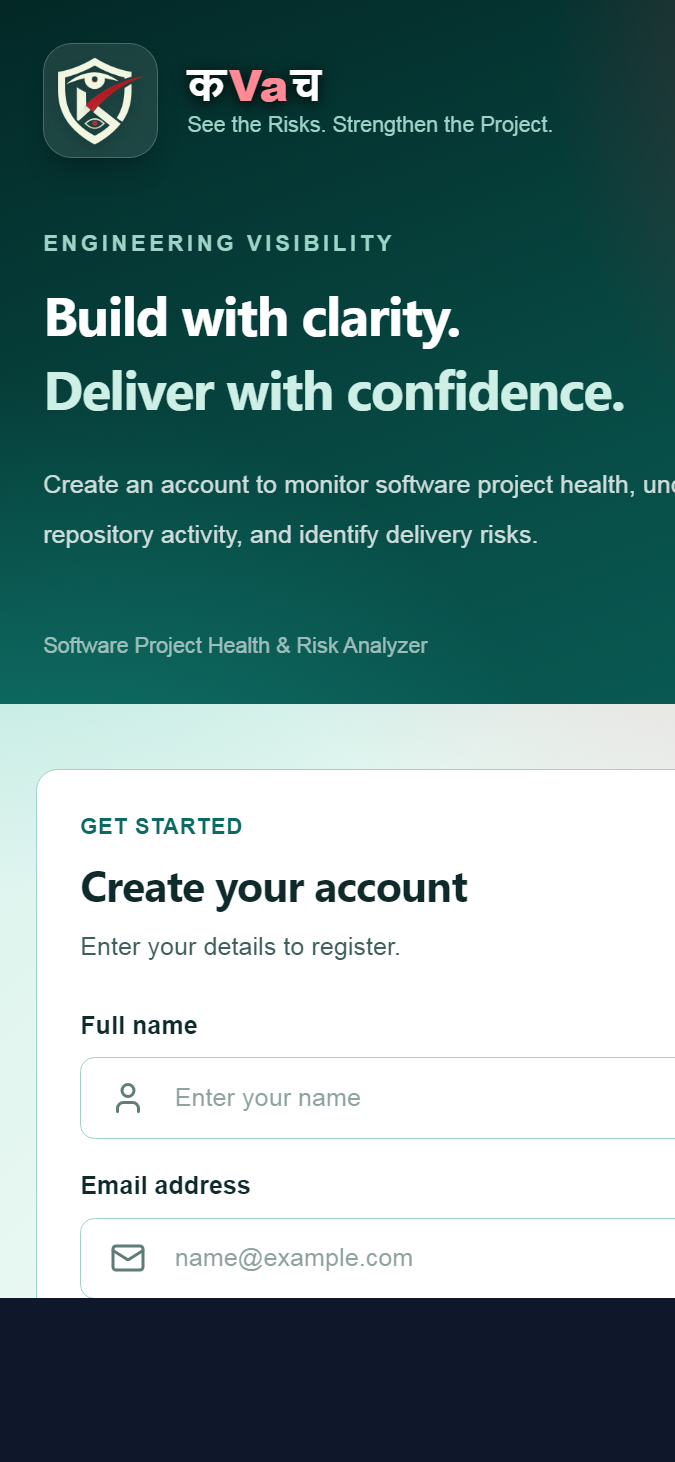 कVaच
See the Risks. Strengthen the Project.
ENGINEERING VISIBILITY
Build with clarity.
Deliver with confidence.
Create an account to monitor software project health,
repository activity, and identify delivery risks.
Software Project Health & Risk Analyzer
GET STARTED
Create your account
Enter your details to register.
Full name
Enter your name
Email address
name@example.com